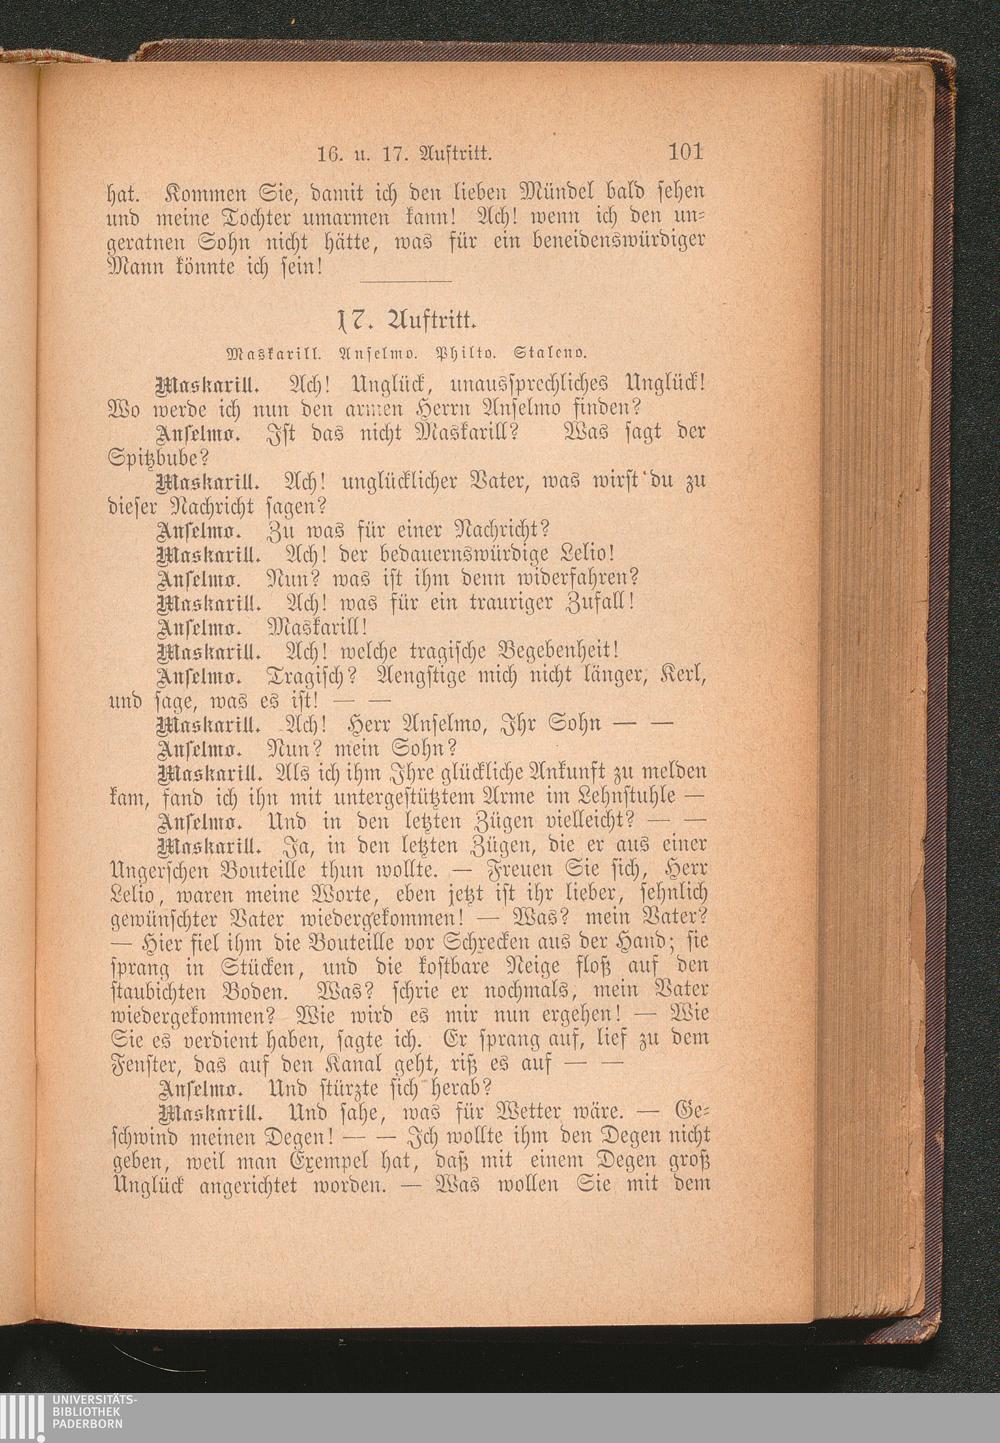 16. u. 17. Auftritt. 101
hat. Kommen Sie, damit ich den lieben Mündel bald sehen
und meine Tochter umarmen kann! Ach! wenn ich den un-
geratnen Sohn nicht hätte, was für ein beneidenswürdiger
Mann könnte ich sein!
17. Auftritt.
Maskarill. Anselmo. Philto. Staleno.
Maskarill. Ach! Unglück, unaussprechliches Unglück!
Wo werde ich nun den armen Herrn Anselmo finden?
Anselmo. Ist das nicht Maskarill? Was sagt der
Spitzbube?
Maskarill. Ach! unglücklicher Vater, was wirst du zu
dieser Nachricht sagen?
Anselmo. Zu was für einer Nachricht?
Maskarill. Ach! der bedauernswürdige Lelio!
Anselmo. Nun? was ist ihm denn widerfahren?
Maskarill. Ach! was für ein trauriger Zufall!
Anselmo. Maskarill!
Maskarill. Ach! welche tragische Begebenheit!
Anselmo. Tragisch? Aengstige mich nicht länger, Kerl,
und sage, was es ist! — —
Maskarill. Ach! Herr Anselmo, Ihr Sohn — —
Anselmo. Nun? mein Sohn?
Maskarill. Als ich ihm Ihre glückliche Ankunft zu melden
kam, fand ich ihn mit untergestütztem Arme im Lehnstuhle —
Anselmo. Und in den letzten Zügen vielleicht? — —
Maskarill. Ja, in den letzten Zügen, die er aus einer
Ungerschen Bouteille thun wollte. — Freuen Sie sich, Herr
Lelio, waren meine Worte, eben jetzt ist ihr lieber, sehnlich
gewünschter Vater wiedergekommen! — Was? mein Vater?
— Hier fiel ihm die Bouteille vor Schrecken aus der Hand; sie
sprang in Stücken, und die kostbare Neige floß auf den
staubichten Boden. Was? schrie er nochmals, mein Vater
wiedergekommen? Wie wird es mir nun ergehen! — Wie
Sie es verdient haben, sagte ich. Er sprang auf, lief zu dem
Fenster, das auf den Kanal geht, riß es auf — —
Anselmo. Und stürzte sich herab?
Maskarill. Und sahe, was für Wetter wäre. — Ge-
schwind meinen Degen! — — Ich wollte ihm den Degen nicht
geben, weil man Exempel hat, daß mit einem Degen groß
Unglück angerichtet worden. — Was wollen Sie mit dem
UNIVERSITÄTS-
BIBLIOTHEK
PADERBORN